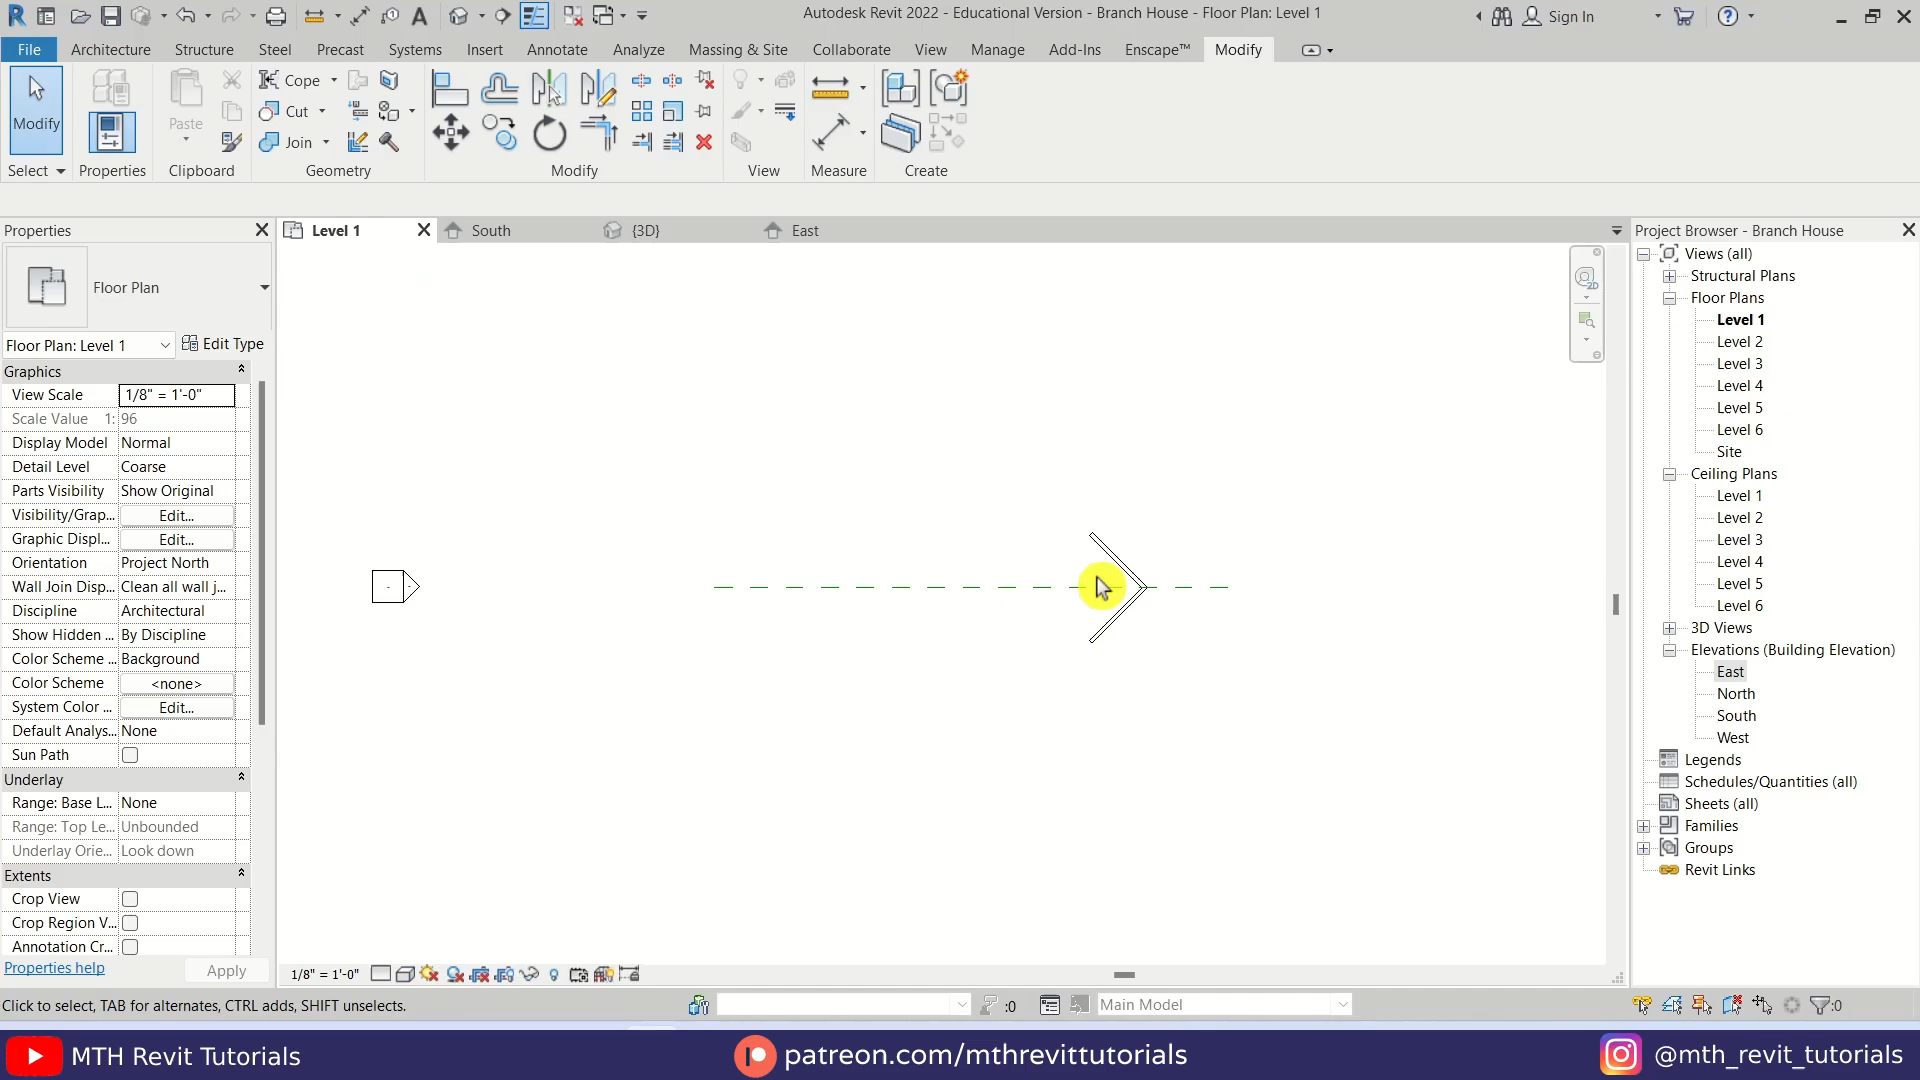 Autodesk Revit 2022 - Educational Version - Branch House - Floor Plan: Level 1
Sign In
File Architecture Structure Steel Precast Systems Insert Annotate Analyze Massing & Site Collaborate View Manage Add-Ins Enscape™ Modify
Modify
Paste
Cope
Cut
Join
Select Properties Clipboard Geometry Modify View Measure Create
Properties
Level 1 South {3D} East
Project Browser - Branch House
Floor Plan
Floor Plan: Level 1 Edit Type
Graphics
View Scale 1/8" = 1'-0"
Scale Value 1: 96
Display Model Normal
Detail Level Coarse
Parts Visibility Show Original
Visibility/Grap... Edit...
Graphic Displ... Edit...
Orientation Project North
Wall Join Disp... Clean all wall j...
Discipline Architectural
Show Hidden ... By Discipline
Color Scheme ... Background
Color Scheme <none>
System Color ... Edit...
Default Analys... None
Sun Path
Underlay
Range: Base L... None
Range: Top Le... Unbounded
Underlay Orie... Look down
Extents
Crop View
Crop Region V...
Annotation Cr...
Properties help Apply
2D
Views (all)
Structural Plans
Floor Plans
Level 1
Level 2
Level 3
Level 4
Level 5
Level 6
Site
Ceiling Plans
Level 1
Level 2
Level 3
Level 4
Level 5
Level 6
3D Views
Elevations (Building Elevation)
East
North
South
West
Legends
Schedules/Quantities (all)
Sheets (all)
Families
Groups
Revit Links
1/8" = 1'-0"
Click to select, TAB for alternates, CTRL adds, SHIFT unselects.
:0
Main Model
:0
MTH Revit Tutorials
patreon.com/mthrevittutorials
@mth_revit_tutorials